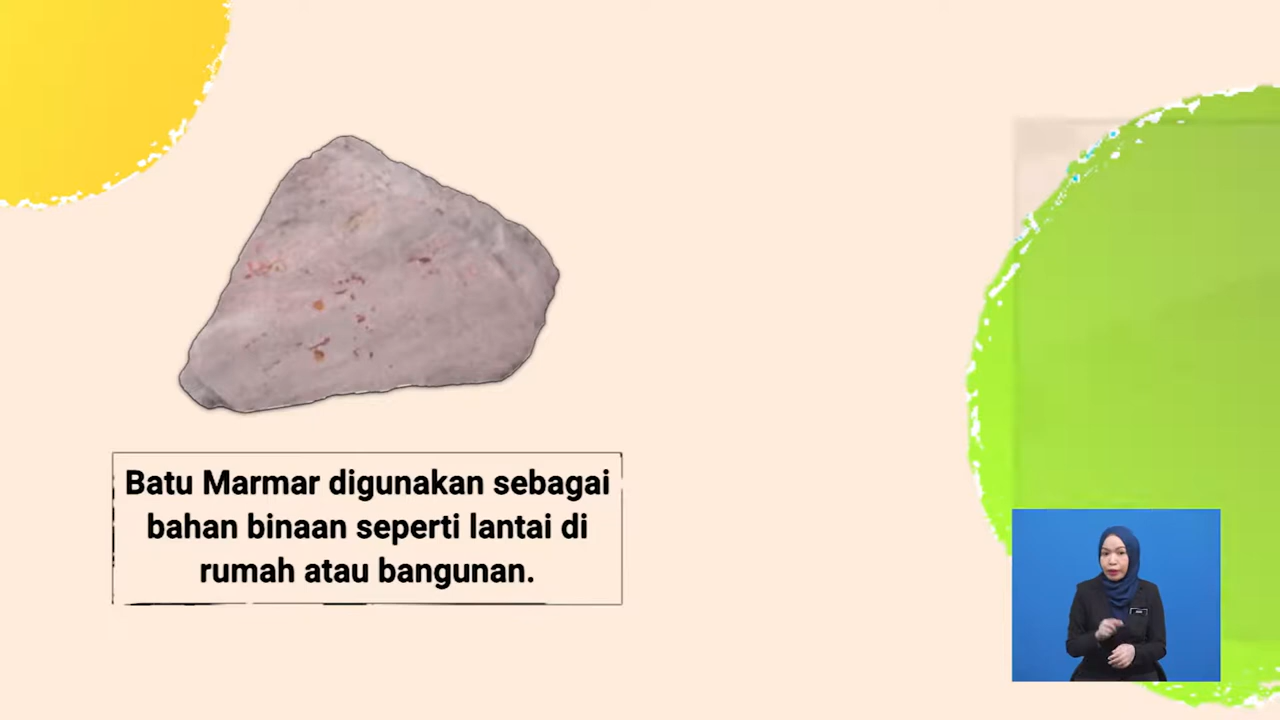 Batu Marmar digunakan sebagai
bahan binaan seperti lantai di
rumah atau bangunan.